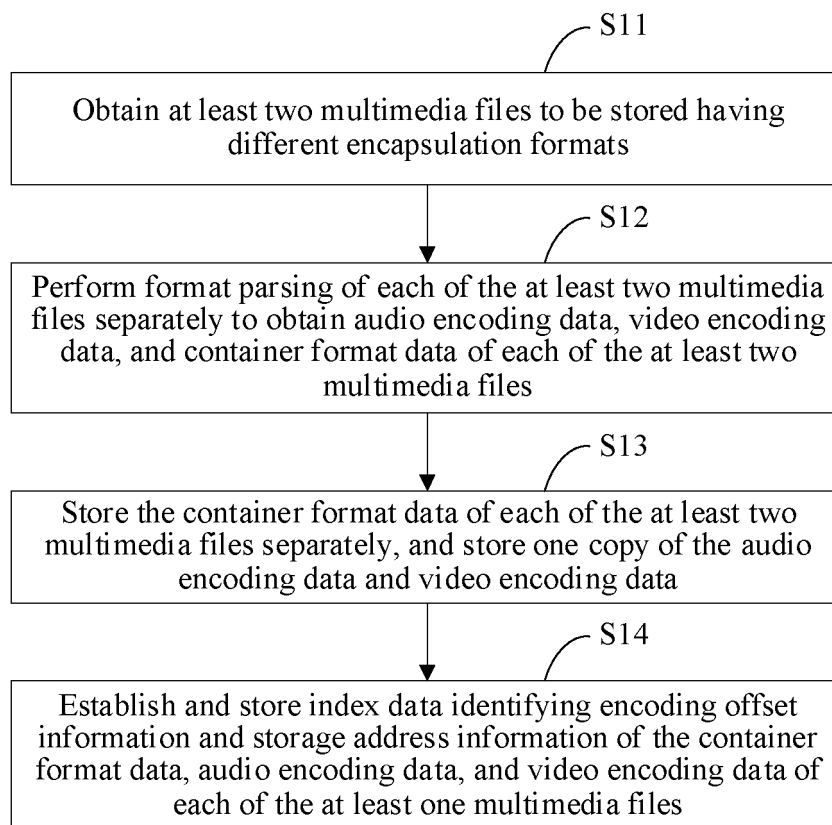 S11
Obtain at least two multimedia files to be stored having
different encapsulation formats
S12
Perform format parsing of each of the at least two multimedia
files separately to obtain audio encoding data, video encoding
data, and container format data of each of the at least two
multimedia files
S13
Store the container format data of each of the at least two
multimedia files separately, and store one copy of the audio
encoding data and video encoding data
S14
Establish and store index data identifying encoding offset
information and storage address information of the container
format data, audio encoding data, and video encoding data of
each of the at least one multimedia files